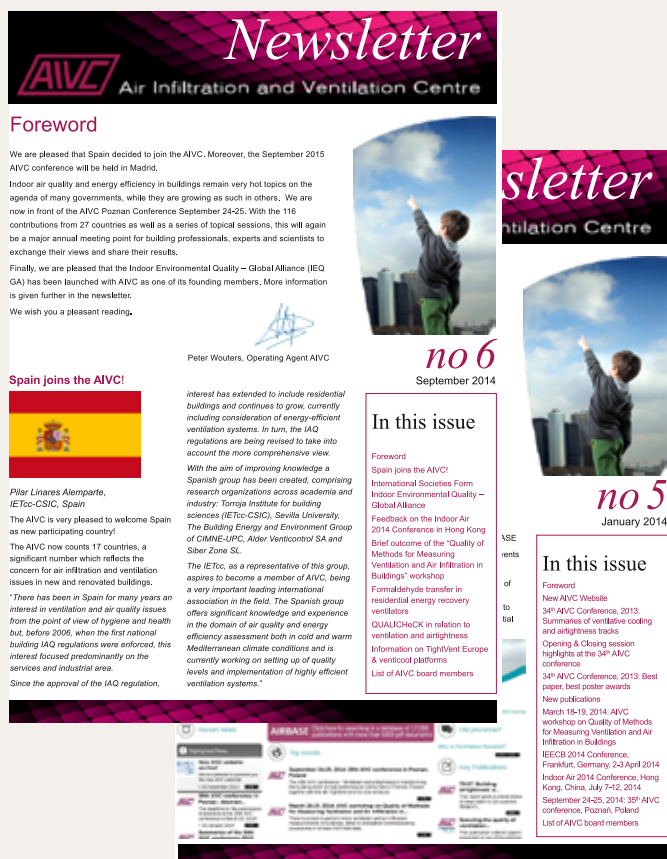 Newsletter
AIVC
Air Infiltration and Ventilation Centre
Foreword
We are pleased that Spain decided to join the AIVC. Moreover, the September 2015
AIVC conference will be held in Madrid.
Indoor air quality and energy efficiency in buildings remain very hot topics on the
agenda of many governments, while they are growing as such in others. We are
now in front of the AIVC Poznan Conference September 24-25. With the 116
contributions from 27 countries as well as a series of topical sessions, this will again
be a major annual meeting point for building professionals, experts and scientists to
exchange their views and share their results.
Finally, we are pleased that the Indoor Environmental Quality – Global Alliance (IEQ
GA) has been launched with AIVC as one of its founding members. More information
is given further in the newsletter.
We wish you a pleasant reading.
Peter Wouters, Operating Agent AIVC
no 6
September 2014
Spain joins the AIVC!
Pilar Linares Alemparte,
IETcc-CSIC, Spain
The AIVC is very pleased to welcome Spain
as new participating country!
The AIVC now counts 17 countries, a
significant number which reflects the
concern for air infiltration and ventilation
issues in new and renovated buildings.
"There has been in Spain for many years an
interest in ventilation and air quality issues
from the point of view of hygiene and health
but, before 2006, when the first national
building IAQ regulations were enforced, this
interest focused predominantly on the
services and industrial area.
Since the approval of the IAQ regulation,
interest has extended to include residential
buildings and continues to grow, currently
including consideration of energy-efficient
ventilation systems. In turn, the IAQ
regulations are being revised to take into
account the more comprehensive view.
With the aim of improving knowledge a
Spanish group has been created, comprising
research organizations across academia and
industry: Torroja Institute for building
sciences (IETcc-CSIC), Sevilla University,
The Building Energy and Environment Group
of CIMNE-UPC, Alder Venticontrol SA and
Siber Zone SL.
The IETcc, as a representative of this group,
aspires to become a member of AIVC, being
a very important leading international
association in the field. The Spanish group
offers significant knowledge and experience
in the domain of air quality and energy
efficiency assessment both in cold and warm
Mediterranean climate conditions and is
currently working on setting up of quality
levels and implementation of highly efficient
ventilation systems."
In this issue
Foreword
Spain joins the AIVC!
International Societies Form
Indoor Environmental Quality –
Global Alliance
Feedback on the Indoor Air
2014 Conference in Hong Kong
Brief outcome of the "Quality of
Methods for Measuring
Ventilation and Air Infiltration in
Buildings" workshop
Formaldehyde transfer in
residential energy recovery
ventilators
QUALICHeCK in relation to
ventilation and airtightness
Information on TightVent Europe
& venticool platforms
List of AIVC board members
sletter
ntilation Centre
no 5
January 2014
In this issue
Foreword
New AIVC Website
34th AIVC Conference, 2013:
Summaries of ventilative cooling
and airtightness tracks
Opening & Closing session
highlights at the 34th AIVC
conference
34th AIVC Conference, 2013: Best
paper, best poster awards
New publications
March 18-19, 2014: AIVC
workshop on Quality of Methods
for Measuring Ventilation and Air
Infiltration in Buildings
IEECB 2014 Conference,
Frankfurt, Germany, 2-3 April 2014
Indoor Air 2014 Conference, Hong
Kong, China, July 7-12, 2014
September 24-25, 2014: 35th AIVC
conference, Poznań, Poland
List of AIVC board members
of
to
tial
AIRBASE